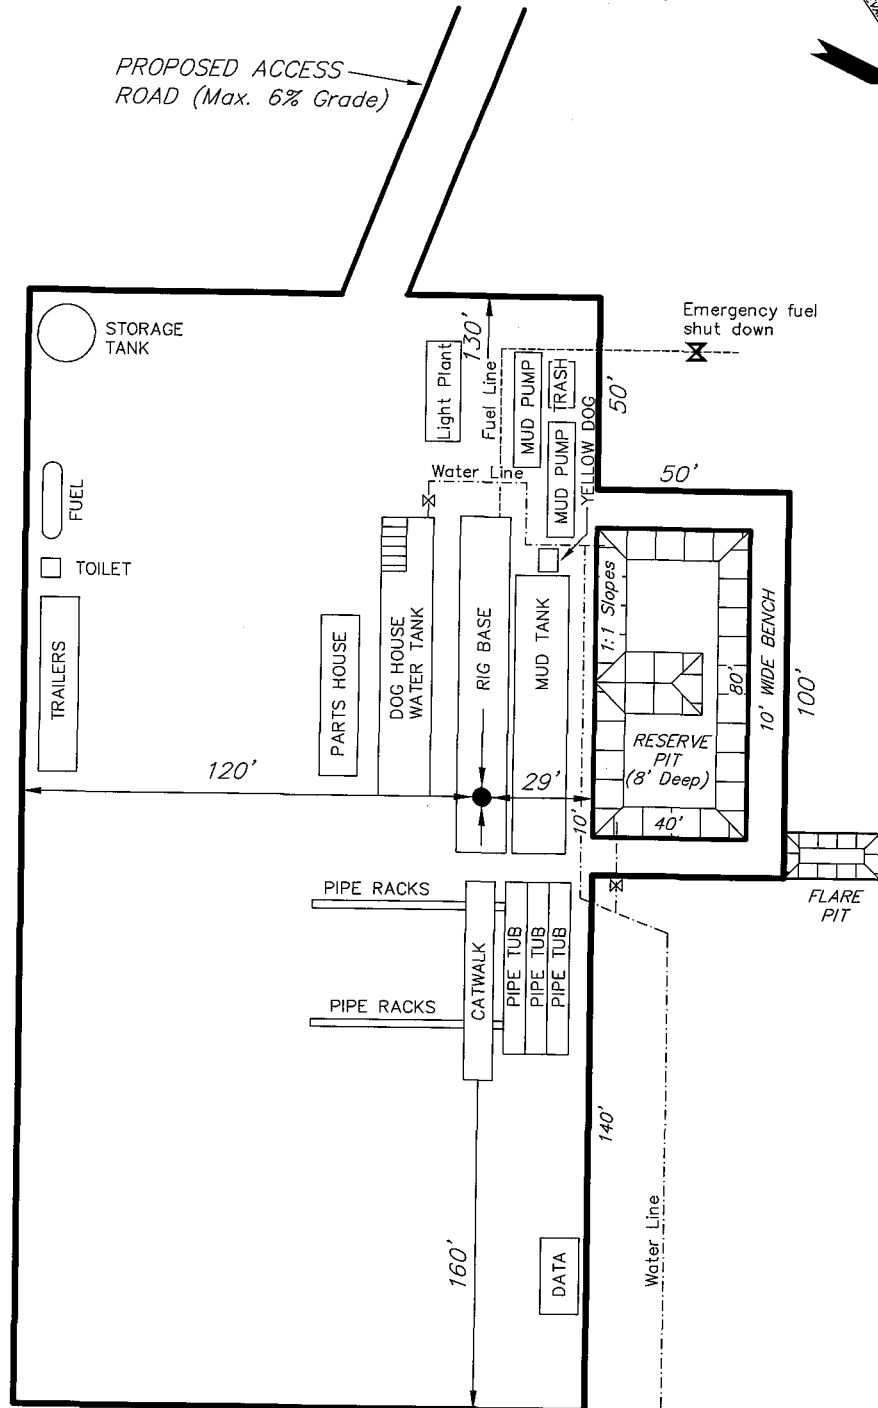 PROPOSED ACCESS
ROAD (Max. 6% Grade)
STORAGE
TANK
Light Plant
130'
Fuel Line
MUD PUMP
TRASH
MUD PUMP
YELLOW DOG
Emergency fuel
shut down
50'
50'
Water Line
FUEL
TOILET
TRAILERS
PARTS HOUSE
DOG HOUSE
WATER TANK
RIG BASE
MUD TANK
1:1 Slopes
RESERVE
PIT
(8' Deep)
80'
10' WIDE BENCH
100'
120'
29'
10'
40'
FLARE
PIT
PIPE RACKS
PIPE RACKS
CATWALK
PIPE TUB
PIPE TUB
PIPE TUB
140'
160'
DATA
Water Line